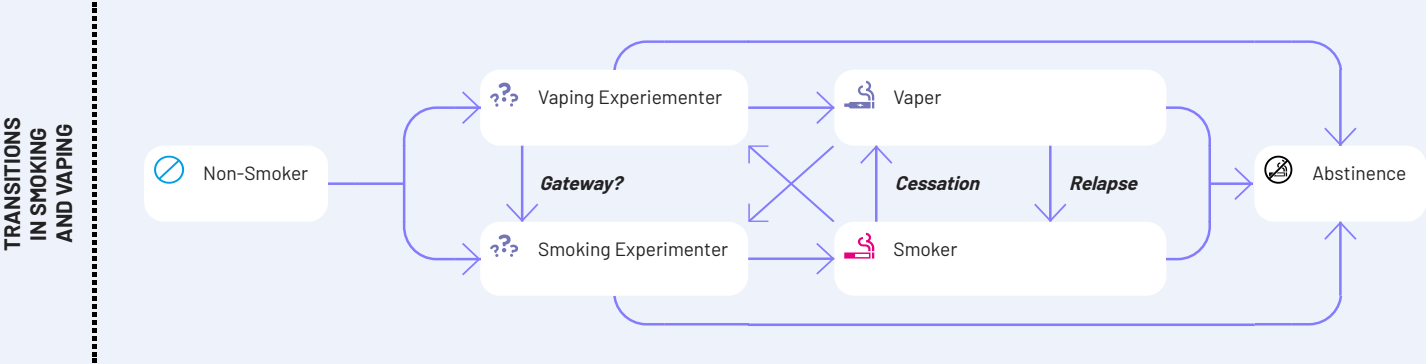 TRANSITIONS
IN SMOKING
AND VAPING
Non-Smoker
Vaping Experiementer
Vaper
Gateway?
Cessation
Relapse
Abstinence
Smoking Experimenter
Smoker